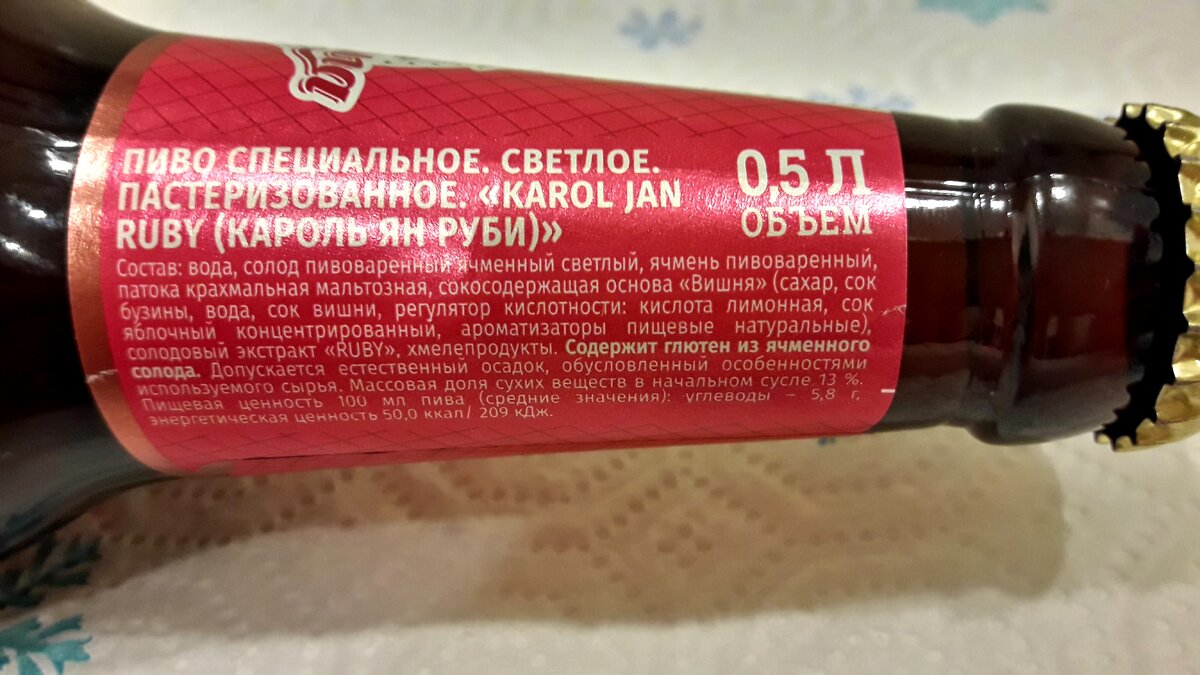 ПИВО СПЕЦИАЛЬНОЕ. СВЕТЛОЕ.
ПАСТЕРИЗОВАННОЕ. «KAROL JAN
RUBY (КАРОЛЬ ЯН РУБИ)»
0,5 Л
ОБЪЕМ
Состав: вода, солод пивоваренный ячменный светлый, ячмень пивоваренный,
патока крахмальная мальтозная, сокосодержащая основа «Вишня» (сахар, сок
бузины, вода, сок вишни, регулятор кислотности: кислота лимонная, сок
яблочный концентрированный, ароматизаторы пищевые натуральные),
солодовый экстракт «RUBY», хмелепродукты. Содержит глютен из ячменного
солода. Допускается естественный осадок, обусловленный особенностями
используемого сырья. Массовая доля сухих веществ в начальном сусле 13 %.
Пищевая ценность 100 мл пива (средние значения): углеводы – 5,8 г,
энергетическая ценность 50,0 ккал/ 209 кДж.